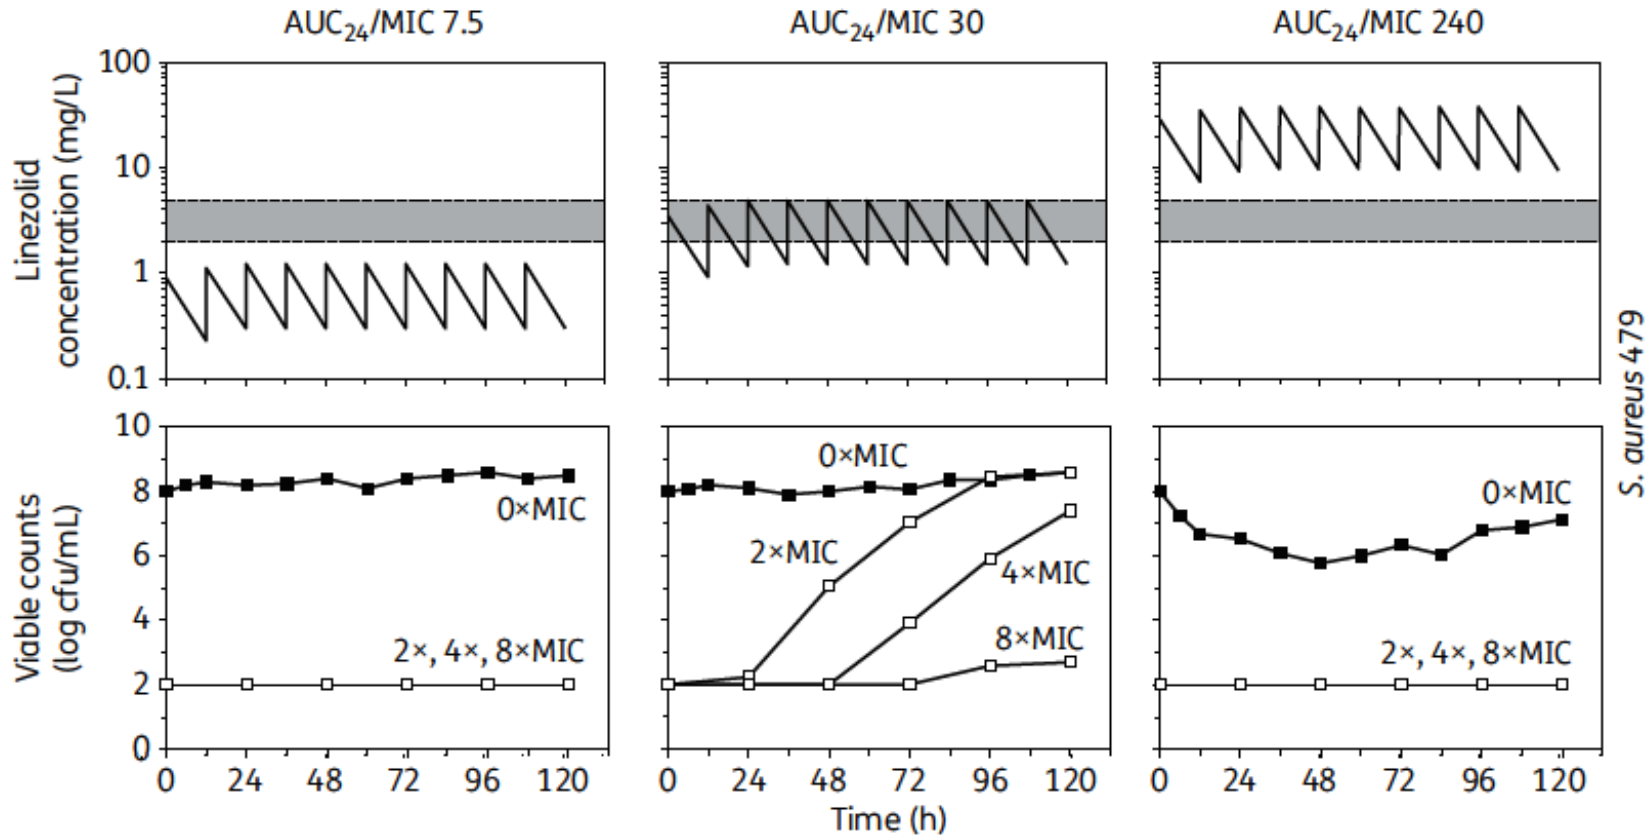 AUC24/MIC 7.5
AUC24/MIC 30
AUC24/MIC 240
Linezolid
concentration (mg/L)
100
10
1
0.1
S. aureus 479
Viable counts
(log cfu/mL)
10
8
6
4
2
0
0×MIC
2×, 4×, 8×MIC
0×MIC
2×MIC
4×MIC
8×MIC
0×MIC
2×, 4×, 8×MIC
0 24 48 72 96 120
0 24 48 72 96 120
0 24 48 72 96 120
Time (h)